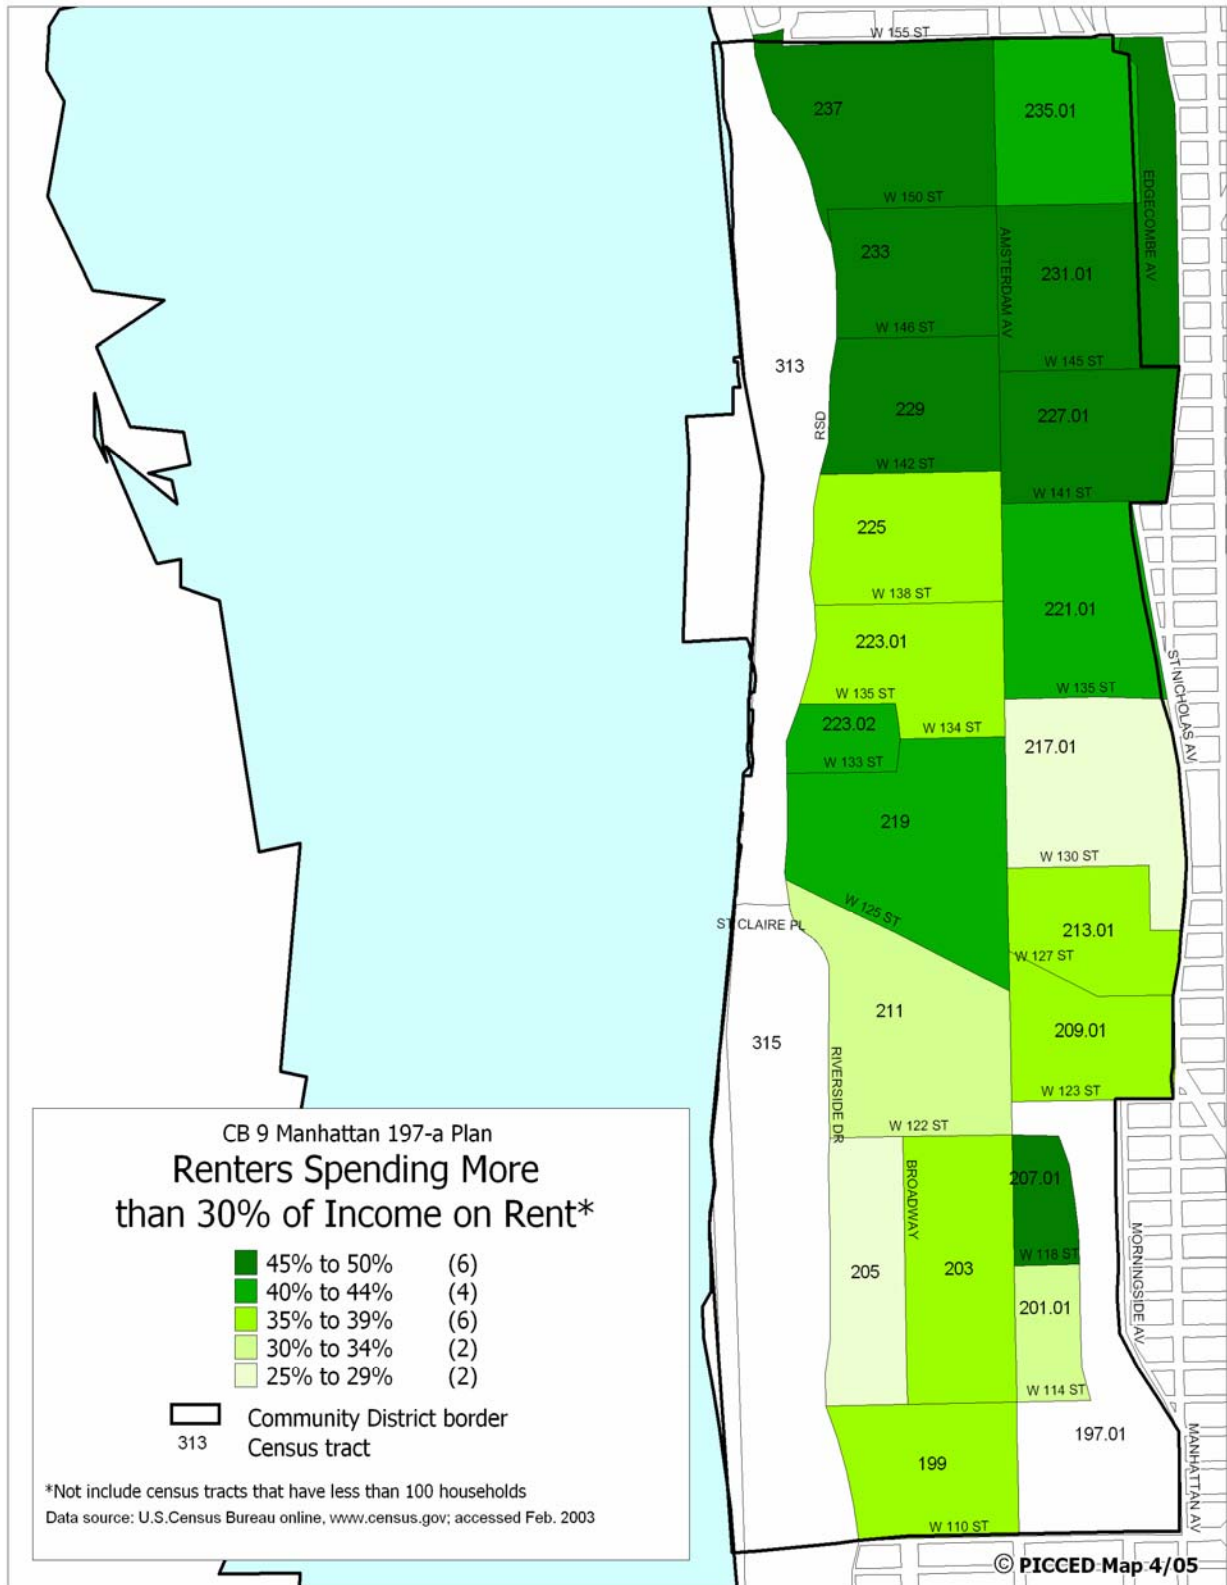 W 155 ST
237
235.01
EDGECOMBE AV
W 150 ST
AMSTERDAM AV
233
231.01
W 146 ST
W 145 ST
313
RSD
229
227.01
W 142 ST
W 141 ST
225
W 138 ST
221.01
223.01
ST NICHOLAS AV
W 135 ST
W 135 ST
223.02
W 134 ST
217.01
W 133 ST
219
W 130 ST
W 125 ST
ST CLAIRE PL
213.01
W 127 ST
211
209.01
315
RIVERSIDE DR
W 123 ST
W 122 ST
BROADWAY
207.01
MORNINGSIDE AV
W 118 ST
205
203
201.01
W 114 ST
197.01
MANHATTAN AV
199
W 110 ST
CB 9 Manhattan 197-a Plan
Renters Spending More
than 30% of Income on Rent*
45% to 50% (6)
40% to 44% (4)
35% to 39% (6)
30% to 34% (2)
25% to 29% (2)
Community District border
313 Census tract
*Not include census tracts that have less than 100 households
Data source: U.S.Census Bureau online, www.census.gov; accessed Feb. 2003
© PICCED Map 4/05